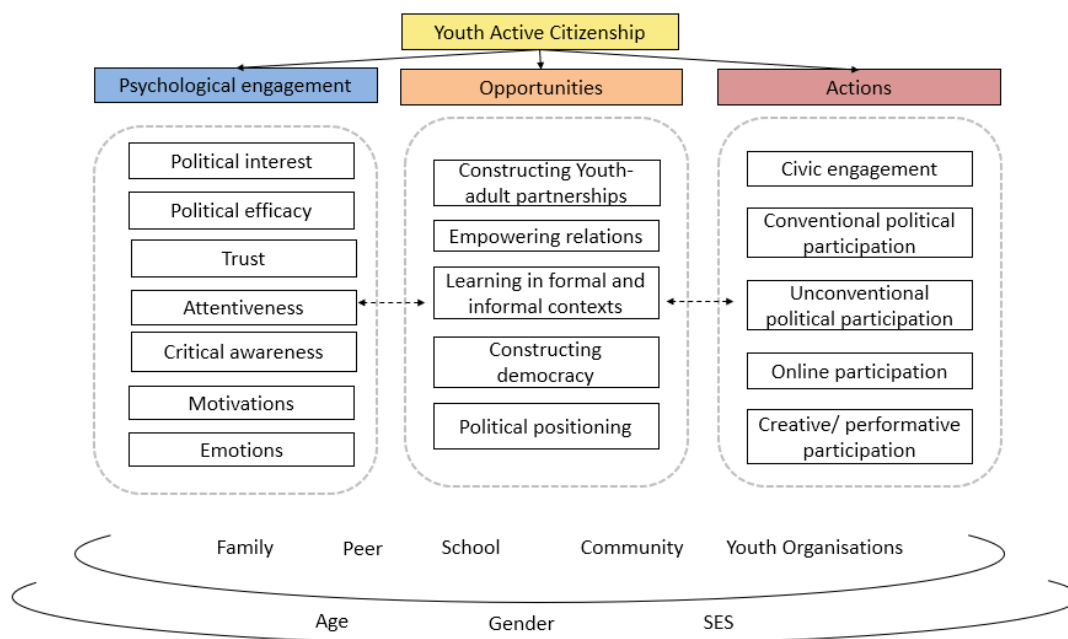 Youth Active Citizenship
Psychological engagement
Opportunities
Actions
Political interest
Political efficacy
Trust
Attentiveness
Critical awareness
Motivations
Emotions
Constructing Youth-
adult partnerships
Empowering relations
Learning in formal and
informal contexts
Constructing
democracy
Political positioning
Civic engagement
Conventional political
participation
Unconventional
political participation
Online participation
Creative/ performative
participation
Family Peer School Community Youth Organisations
Age Gender SES